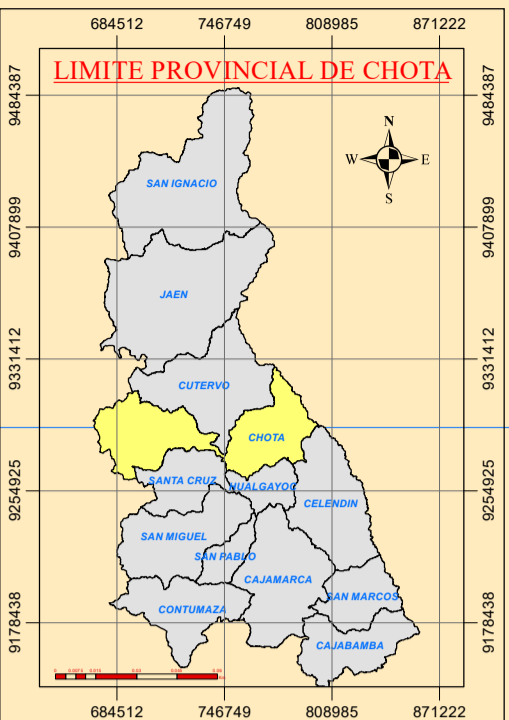 684512 746749 808985 871222
LIMITE PROVINCIAL DE CHOTA
9484387 9484387
N
W E
S
SAN IGNACIO
9407899 9407899
JAEN
9331412 9331412
CUTERVO
CHOTA
SANTA CRUZ
HUALGAYOC
9254925 9254925
CELENDIN
SAN MIGUEL
SAN PABLO
CAJAMARCA
SAN MARCOS
CONTUMAZA
9178438 9178438
CAJABAMBA
684512 746749 808985 871222